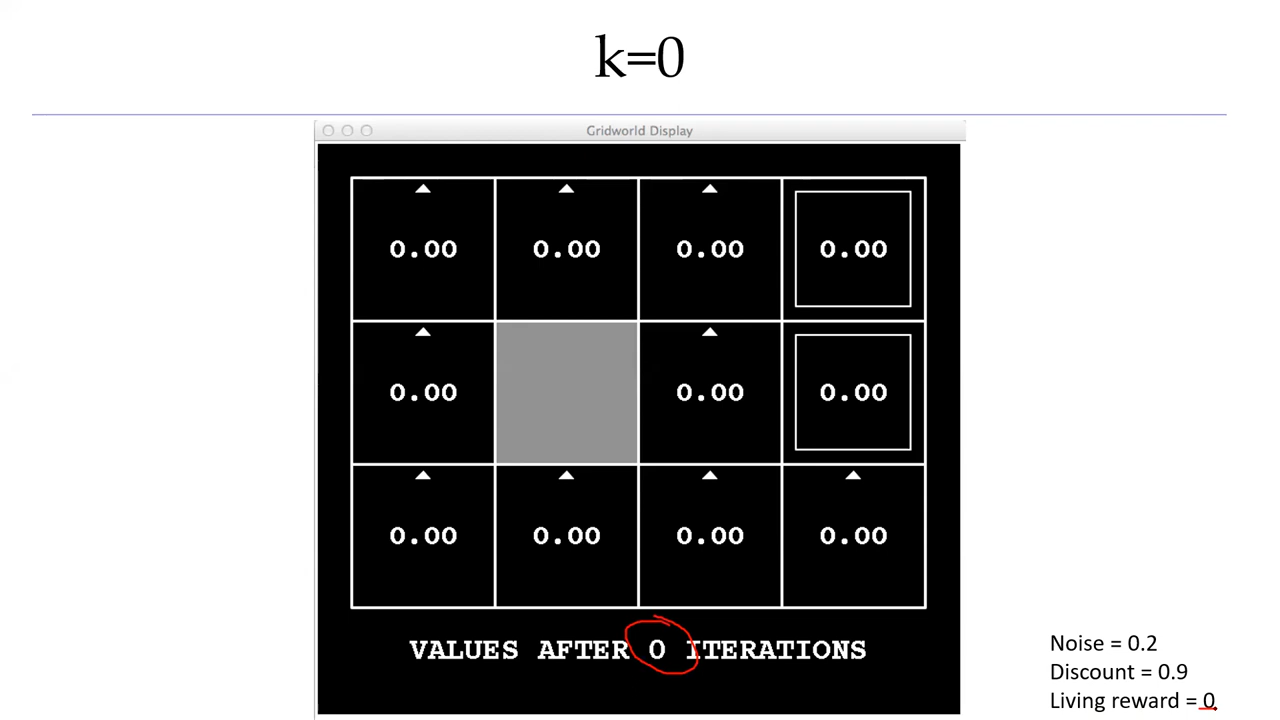 k=0
Gridworld Display
0.00 0.00 0.00 0.00
0.00 0.00 0.00
0.00 0.00 0.00 0.00
VALUES AFTER 0 ITERATIONS
Noise = 0.2
Discount = 0.9
Living reward = 0